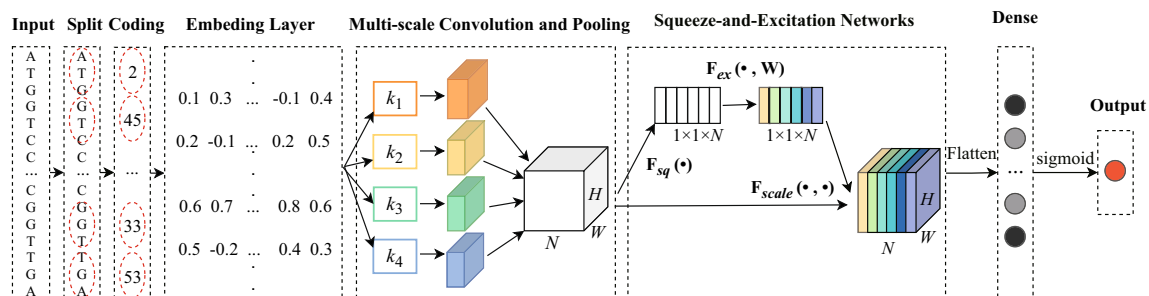 Input
A
T
G
G
T
C
C
...
C
G
G
T
T
G
A
Split
A
T
G
G
T
C
C
...
C
G
G
T
T
G
A
Coding
2
45
...
33
53
Embeding Layer
0.1 0.3 ... -0.1 0.4
0.2 -0.1 ... 0.2 0.5
0.6 0.7 ... 0.8 0.6
0.5 -0.2 ... 0.4 0.3
Multi-scale Convolution and Pooling
k1
k2
k3
k4
H
N
W
Squeeze-and-Excitation Networks
Fex (•, W)
1×1×N
1×1×N
Fsq (•)
Fscale (•, •)
H
N
W
Flatten
Dense
...
sigmoid
Output